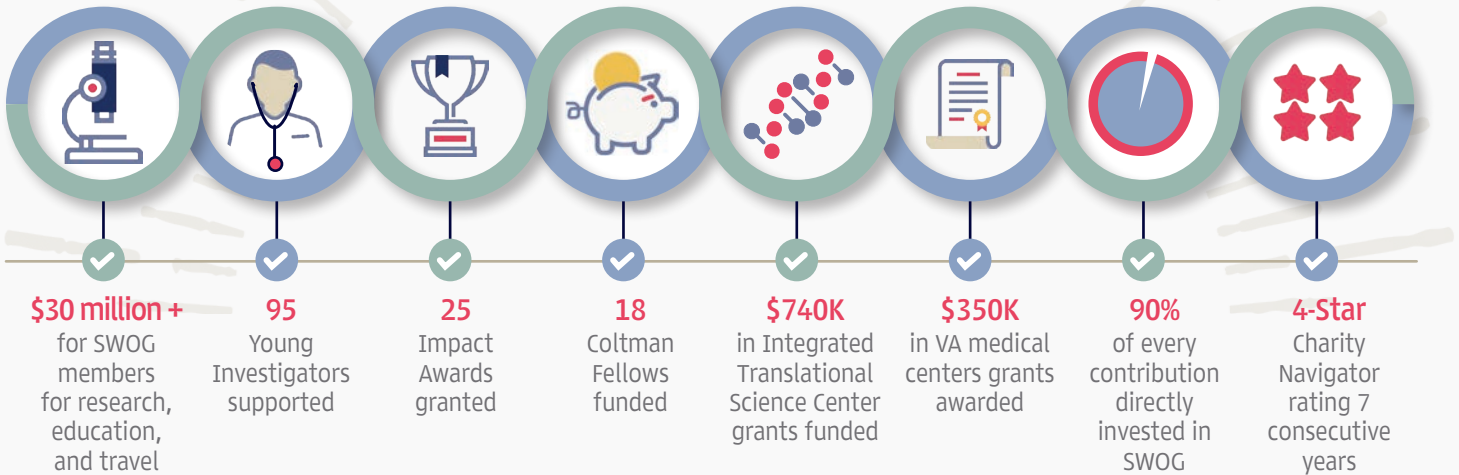 $30 million +
for SWOG
members
for research,
education,
and travel
95
Young
Investigators
supported
25
Impact
Awards
granted
18
Coltman
Fellows
funded
$740K
in Integrated
Translational
Science Center
grants funded
$350K
in VA medical
centers grants
awarded
90%
of every
contribution
directly
invested in
SWOG
4-Star
Charity
Navigator
rating 7
consecutive
years